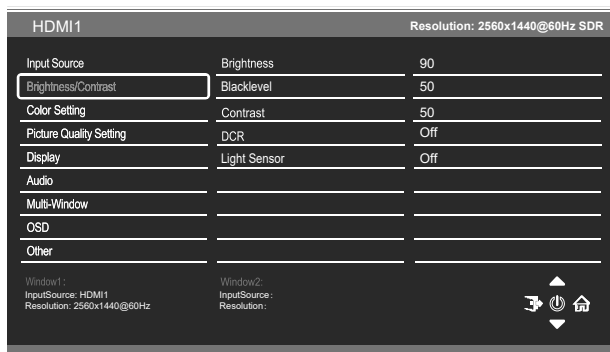 HDMI1 Resolution: 2560x1440@60Hz SDR
Input Source Brightness 90
Brightness/Contrast Blacklevel 50
Color Setting Contrast 50
Picture Quality Setting DCR Off
Display Light Sensor Off
Audio
Multi-Window
OSD
Other
Window1: Window2:
InputSource: HDMI1 InputSource:
Resolution: 2560x1440@60Hz Resolution: